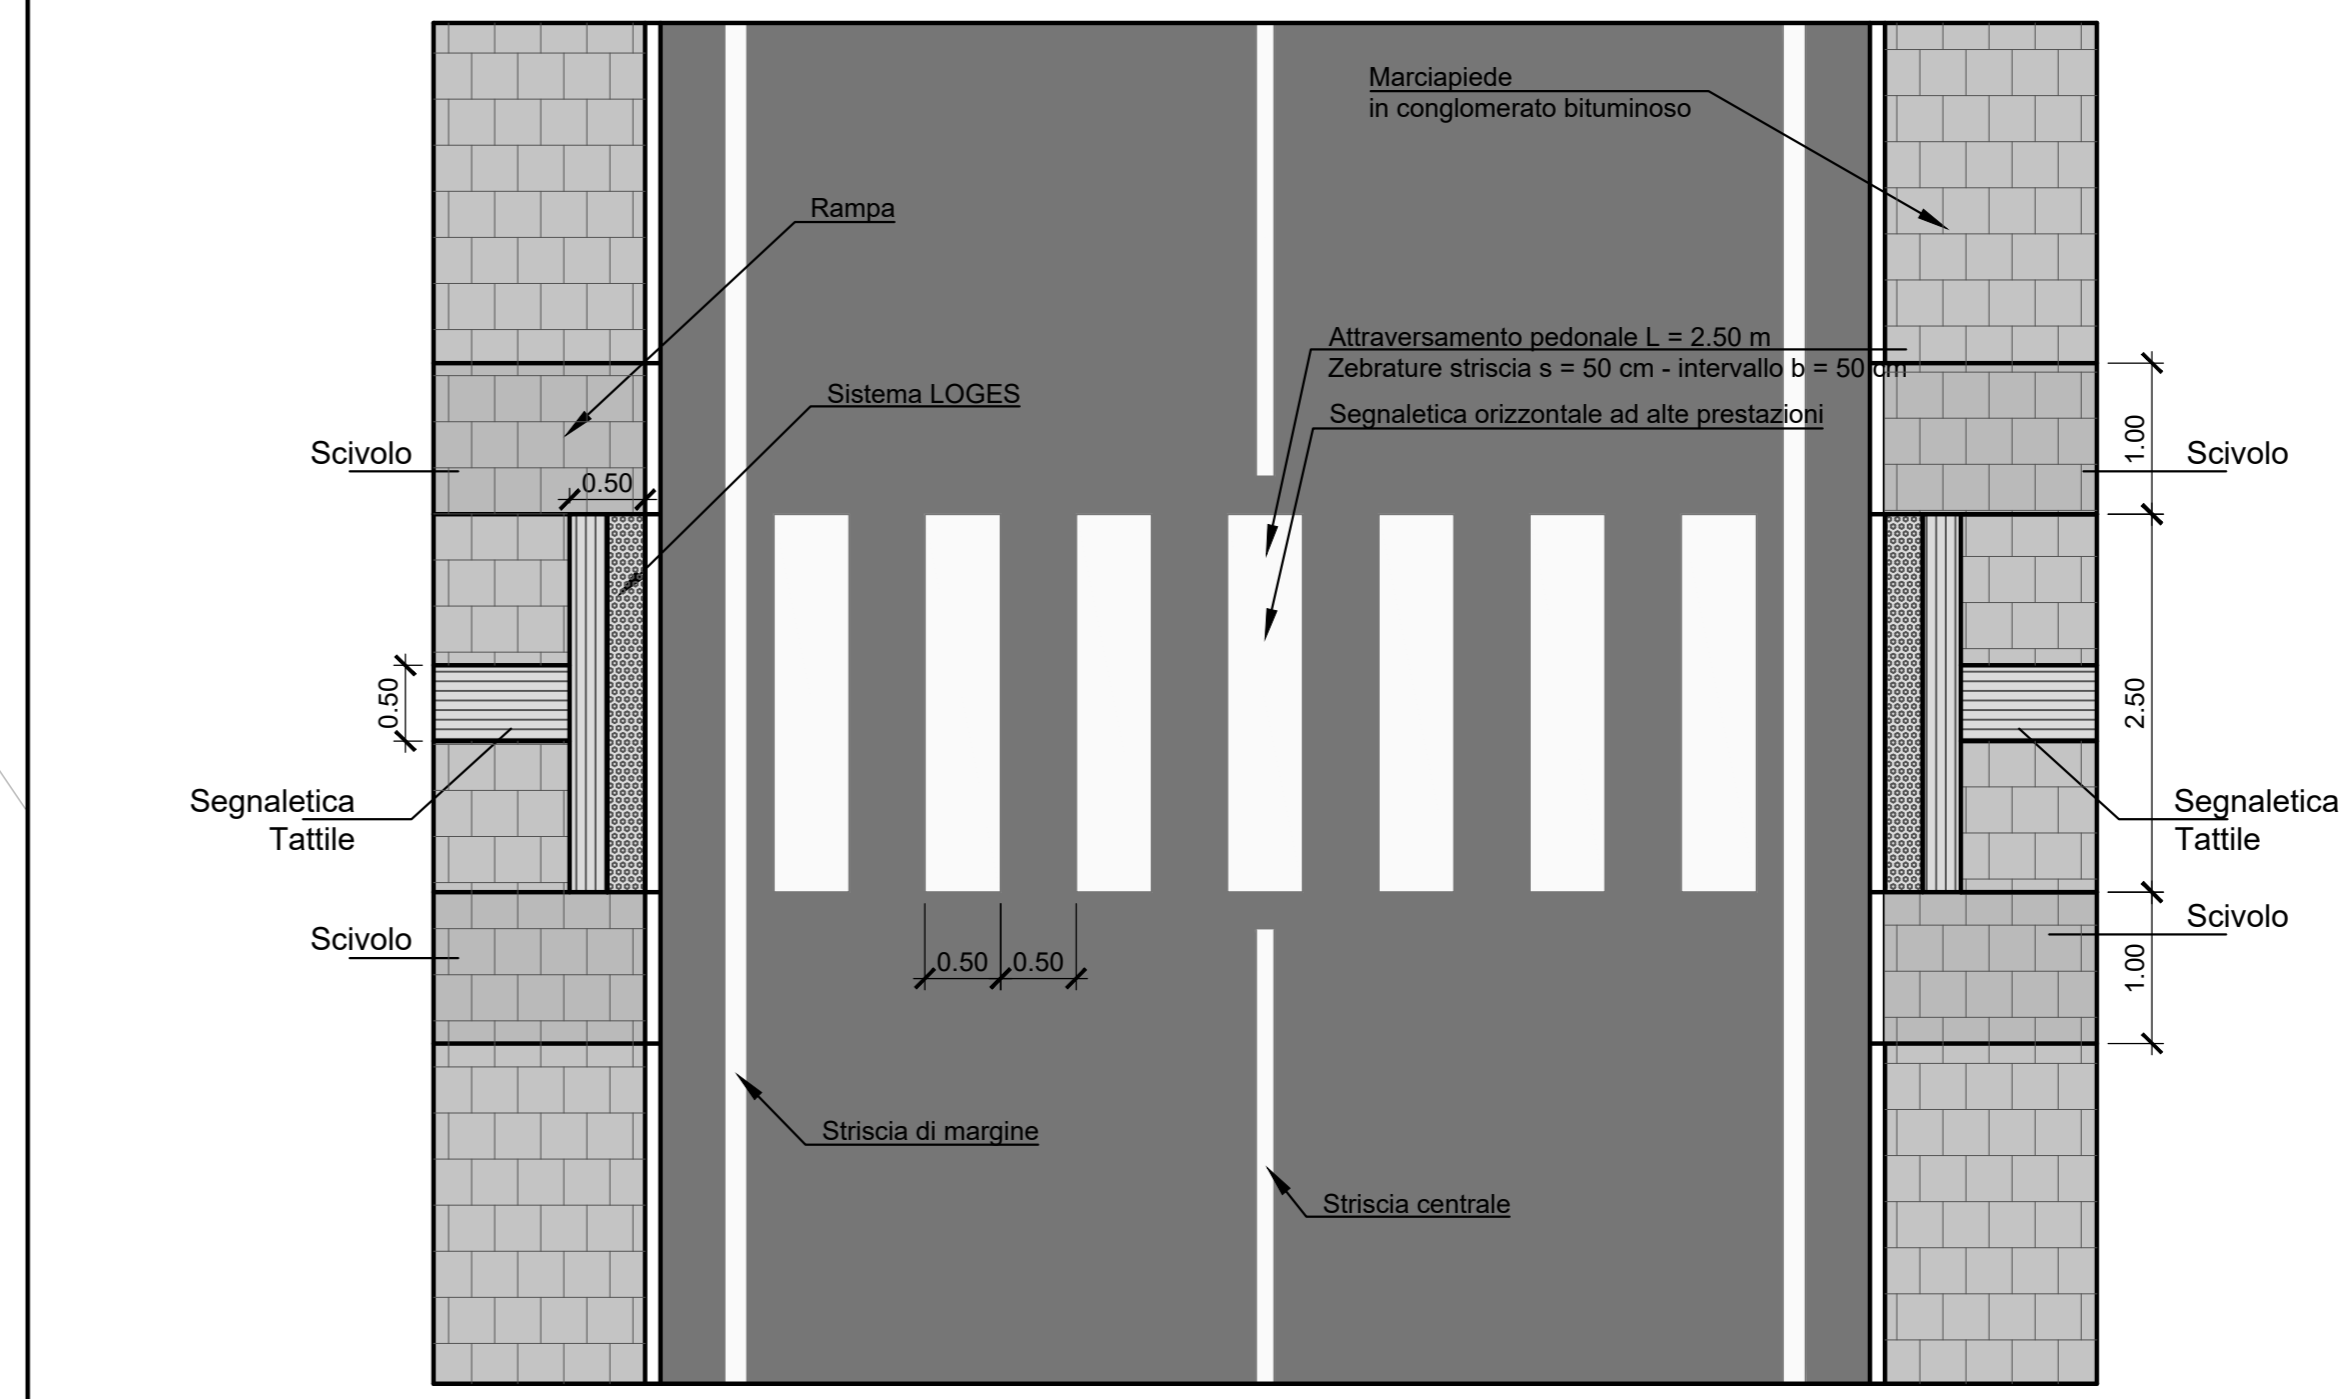 Marciapiede
in conglomerato bituminoso
Rampa
Attraversamento pedonale L = 2.50 m
Zebrature striscia s = 50 cm - intervallo b = 50 cm
Sistema LOGES
Segnaletica orizzontale ad alte prestazioni
Scivolo
1.00
Scivolo
0.50
0.50
2.50
Segnaletica
Tattile
Segnaletica
Tattile
Scivolo
Scivolo
0.50
0.50
1.00
Striscia di margine
Striscia centrale